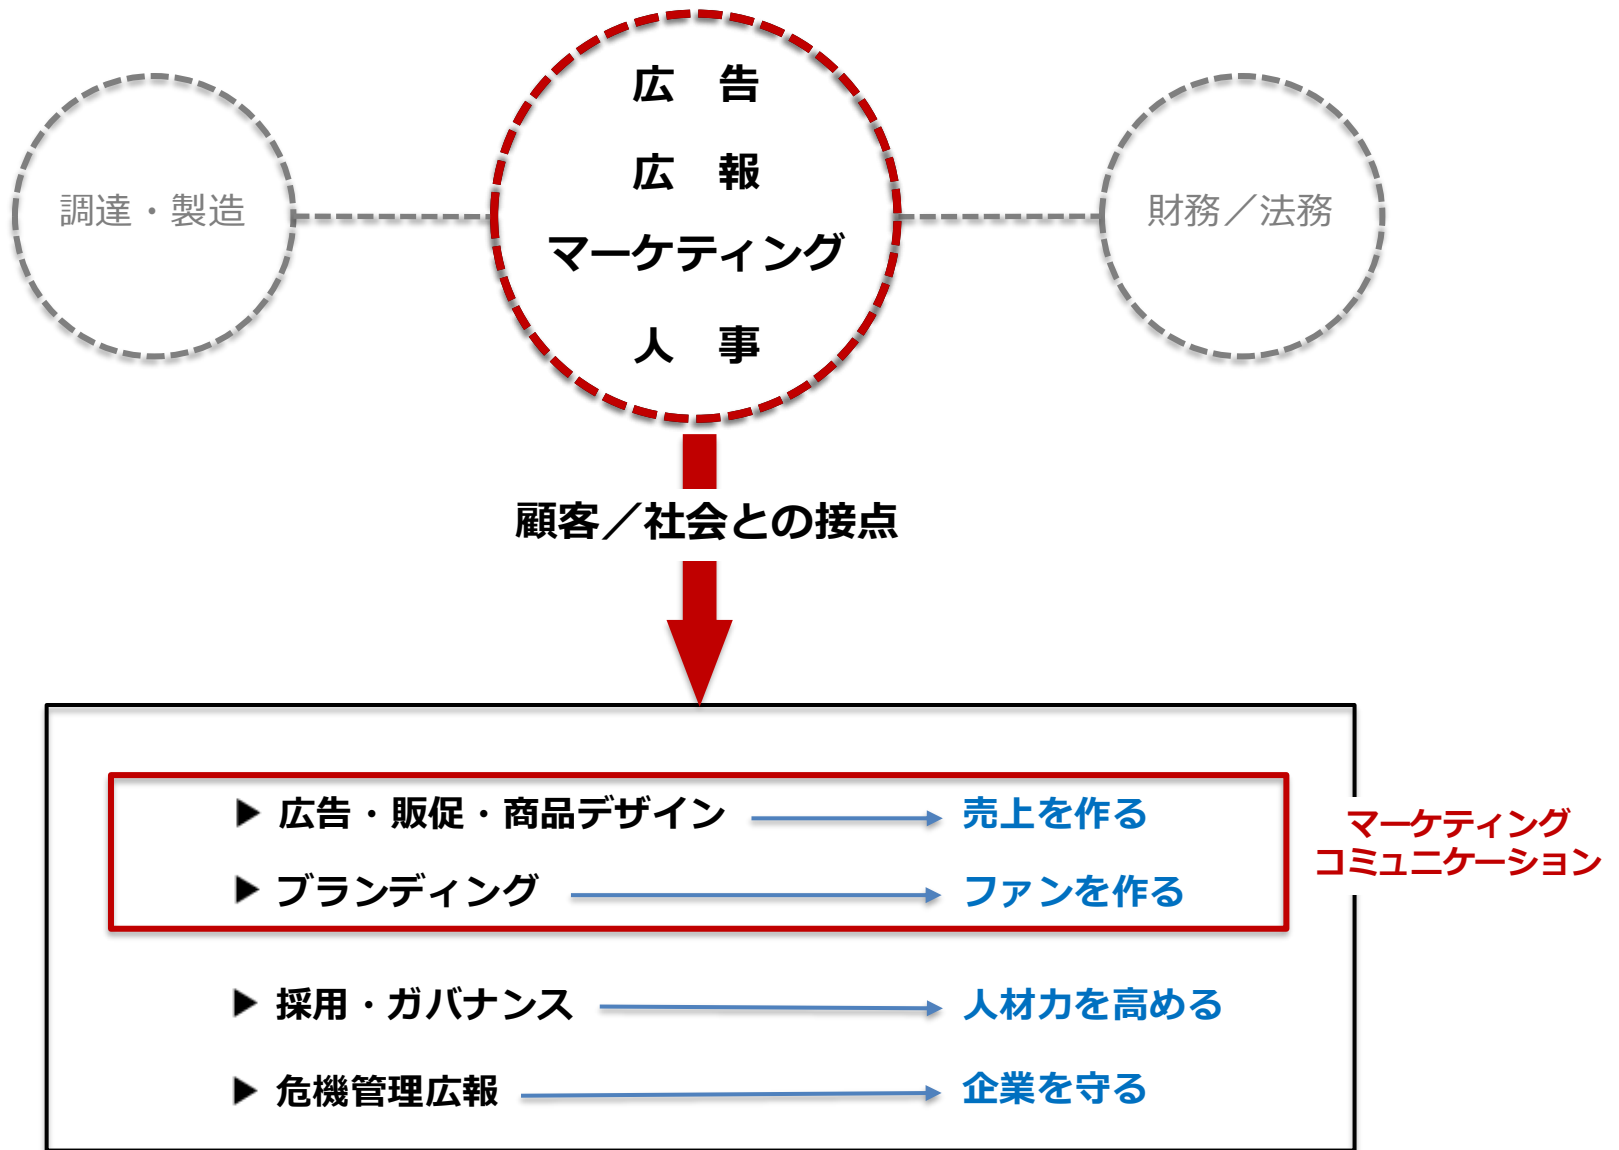 広　告
広　報
マーケティング
人　事
調達・製造
財務／法務
顧客／社会との接点
▶ 広告・販促・商品デザイン
売上を作る
▶ ブランディング
ファンを作る
マーケティング
コミュニケーション
▶ 採用・ガバナンス
人材力を高める
▶ 危機管理広報
企業を守る